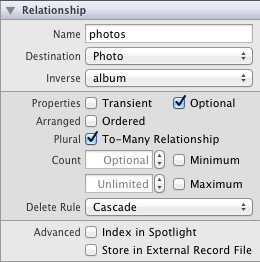 Relationship
Name photos
Destination Photo
Inverse album
Properties Transient Optional
Arranged Ordered
Plural To-Many Relationship
Count Optional Minimum
Unlimited Maximum
Delete Rule Cascade
Advanced Index in Spotlight
Store in External Record File